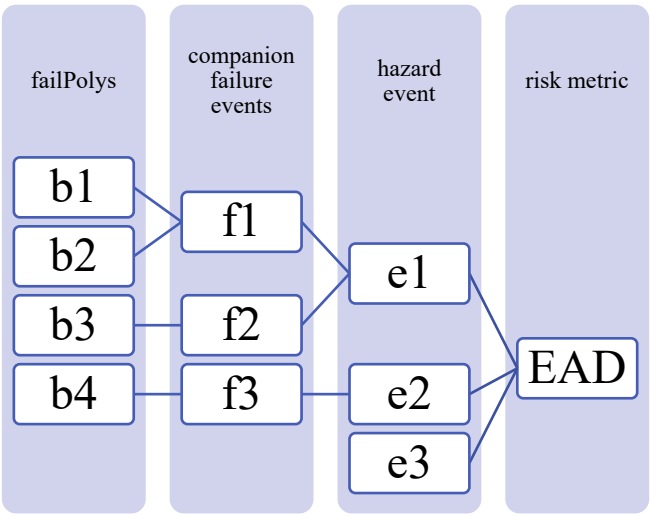 failPolys
companion
failure
events
hazard
event
risk metric
b1
b2
b3
b4
f1
f2
f3
e1
e2
e3
EAD